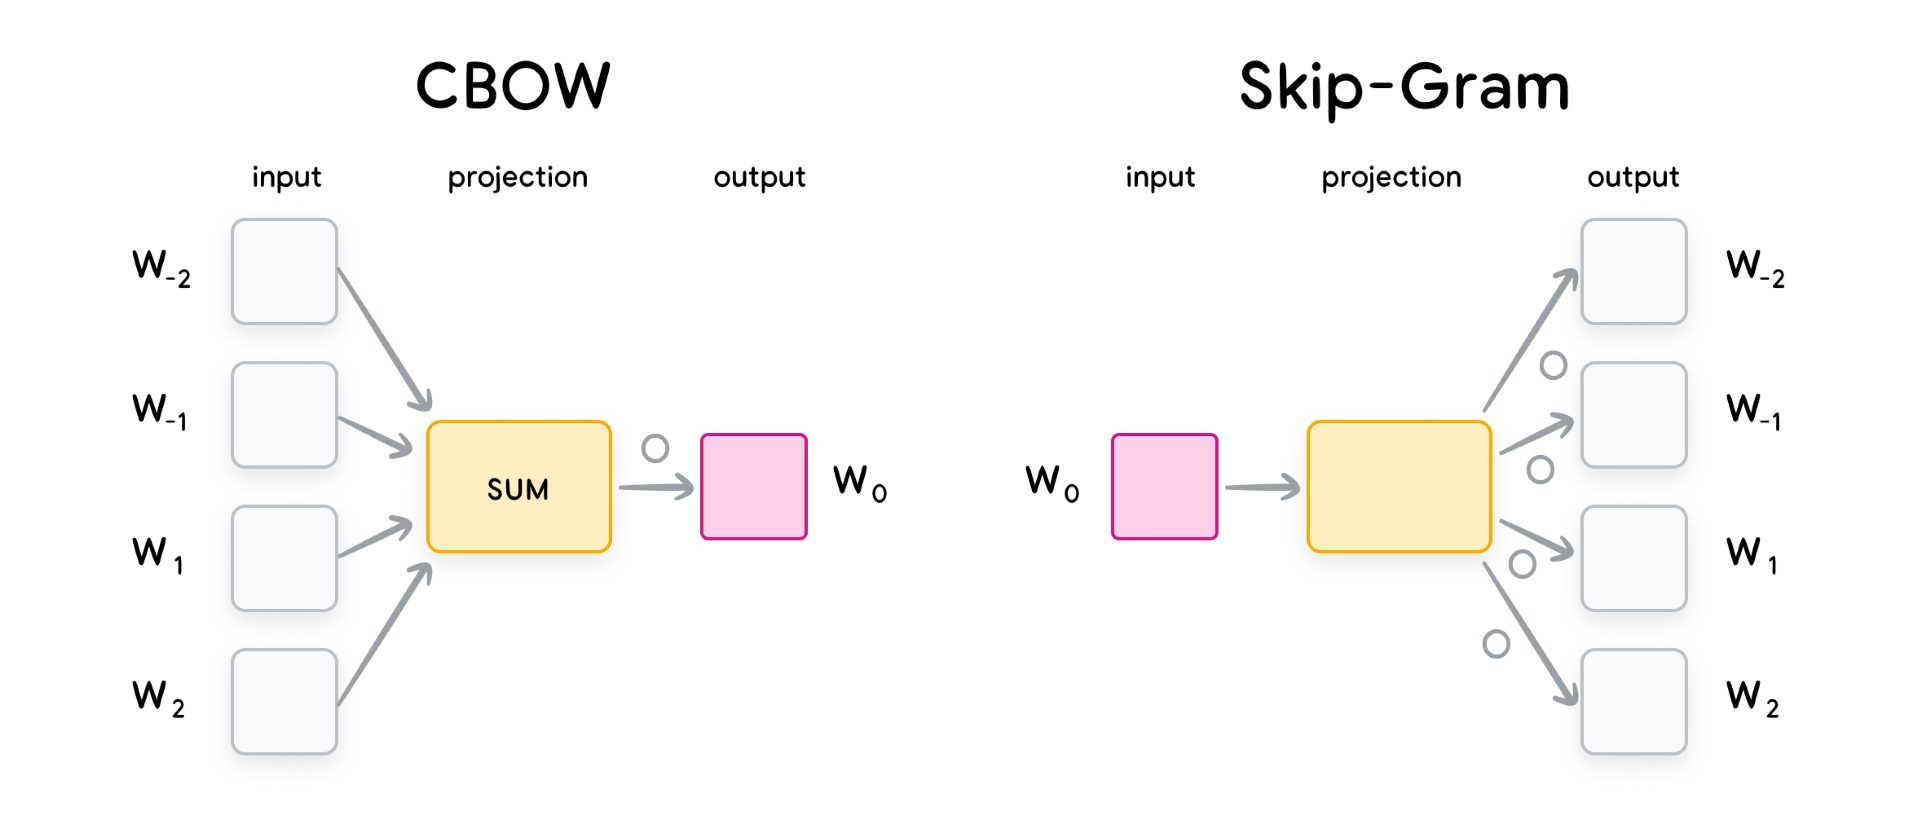 CBOW
input projection output
W-2
W-1
W1
W2
SUM
W0
Skip-Gram
input projection output
W0
W-2
W-1
W1
W2